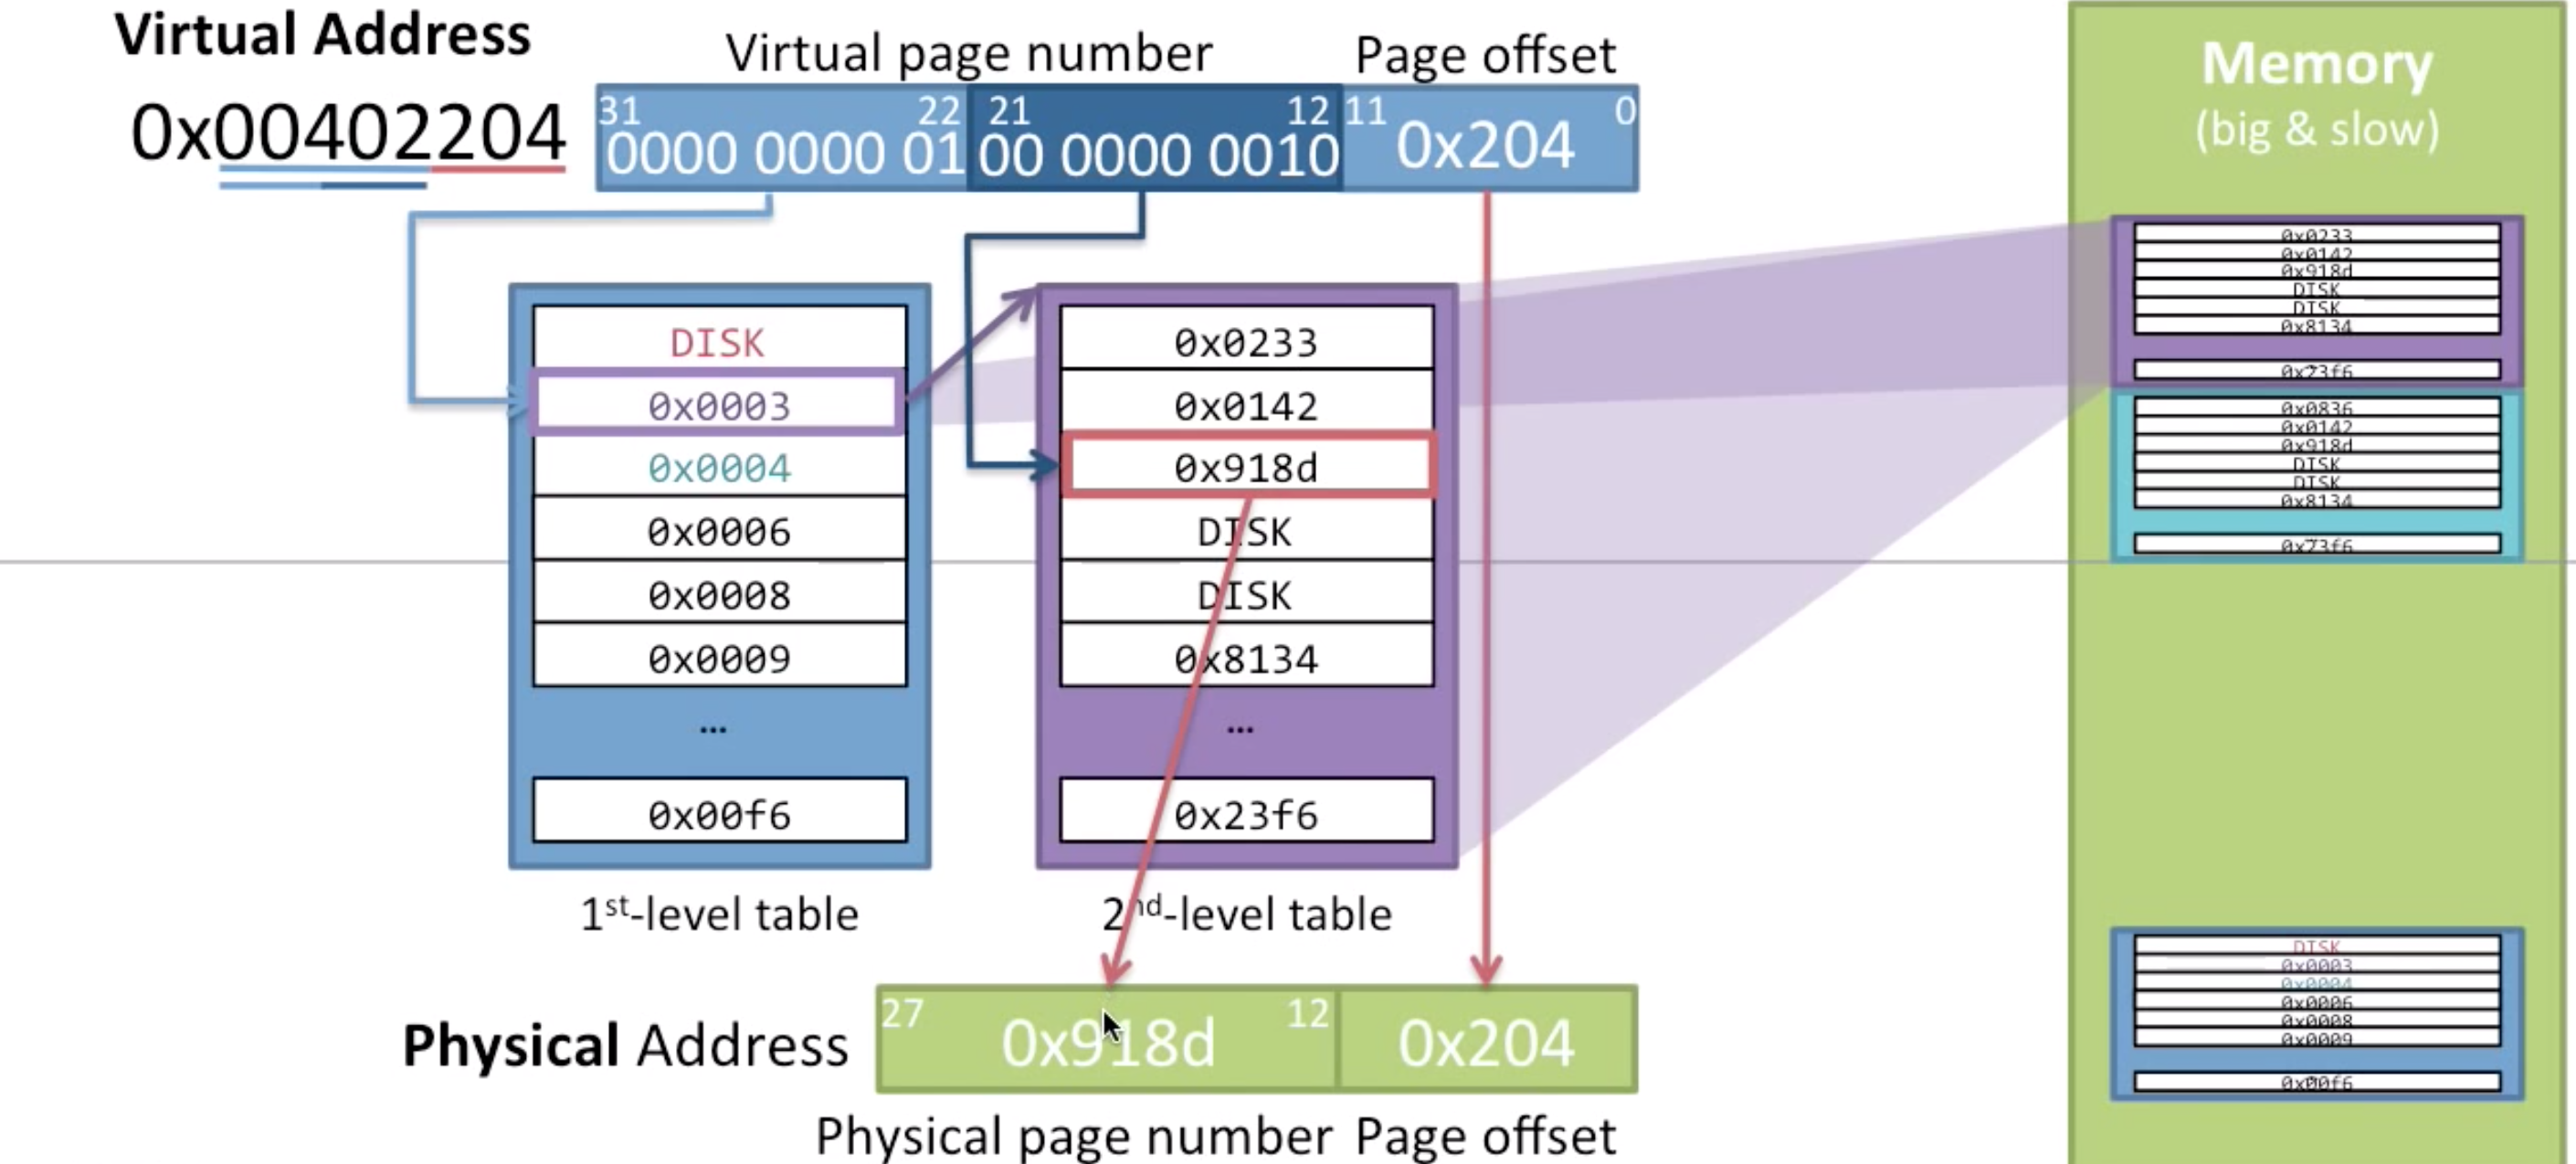 Virtual Address
0x00402204
Virtual page number
Page offset
31 22 21 12 11 0
0000 0000 01 00 0000 0010 0x204
DISK
0x0003
0x0004
0x0006
0x0008
0x0009
...
0x00f6
1st-level table
0x0233
0x0142
0x918d
DISK
DISK
0x8134
...
0x23f6
2nd-level table
Physical Address
27 12
0x918d 0x204
Physical page number Page offset
Memory
(big & slow)
0x0233
0x0142
0x918d
DISK
DISK
0x8134
0x23f6
0x0836
0x0142
0x918d
DISK
DISK
0x8134
0x23f6
DISK
0x0003
0x0004
0x0006
0x0008
0x0009
0x00f6